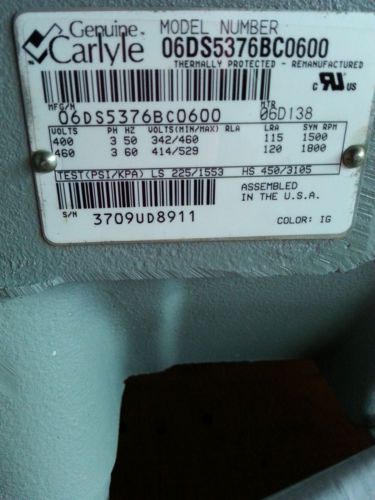 Genuine Carlyle
MODEL NUMBER
06DS5376BC0600
THERMALLY PROTECTED - REMANUFACTURED
C US
MFG/N MTR
06DS5376BC0600 06D138
VOLTS PH HZ VOLTS(MIN/MAX) RLA LRA SYN RPM
400 3 50 342/460 115 1500
460 3 60 414/529 120 1800
TEST(PSI/KPA) LS 225/1553 HS 450/3105
S/N 3709UD8911
ASSEMBLED
IN THE U.S.A.
COLOR: IG